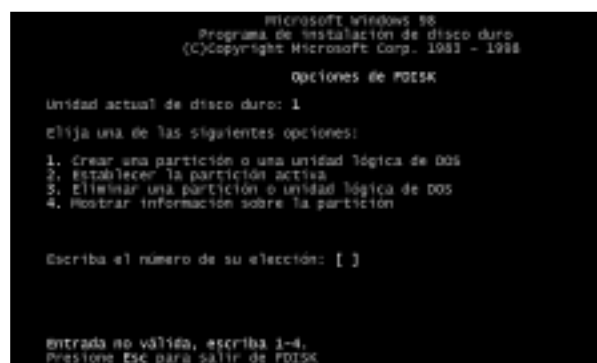 Microsoft Windows 98
Programa de instalación de disco duro
(C)Copyright Microsoft Corp. 1983 - 1998
Opciones de FDISK
Unidad actual de disco duro: 1
Elija una de las siguientes opciones:
1. Crear una partición o una unidad lógica de DOS
2. Establecer la partición activa
3. Eliminar una partición o unidad lógica de DOS
4. Mostrar información sobre la partición
Escriba el número de su elección: [ ]
Entrada no válida, escriba 1-4.
Presione Esc para salir de FDISK